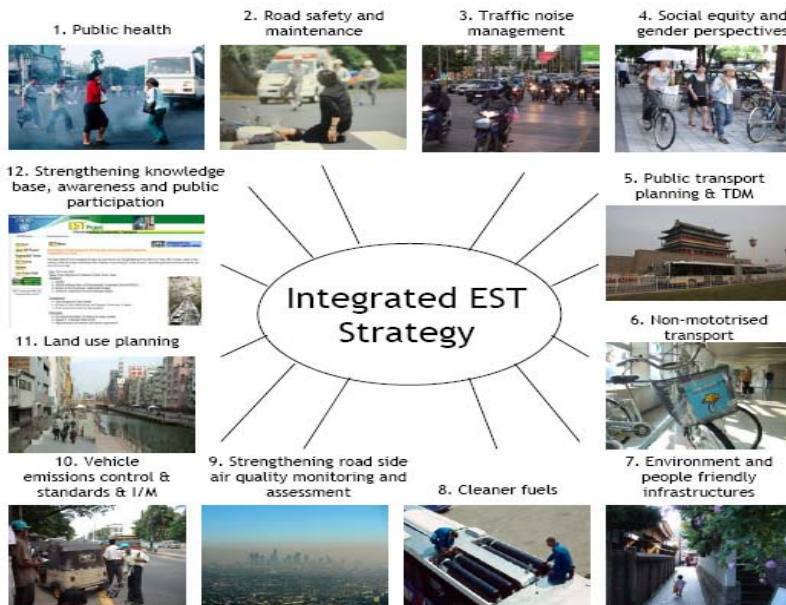 1. Public health
2. Road safety and
maintenance
3. Traffic noise
management
4. Social equity and
gender perspectives
5. Public transport
planning & TDM
6. Non-mototrised
transport
7. Environment and
people friendly
infrastructures
8. Cleaner fuels
9. Strengthening road side
air quality monitoring and
assessment
10. Vehicle
emissions control &
standards & I/M
11. Land use planning
12. Strengthening knowledge
base, awareness and public
participation
EST
Integrated EST
Strategy